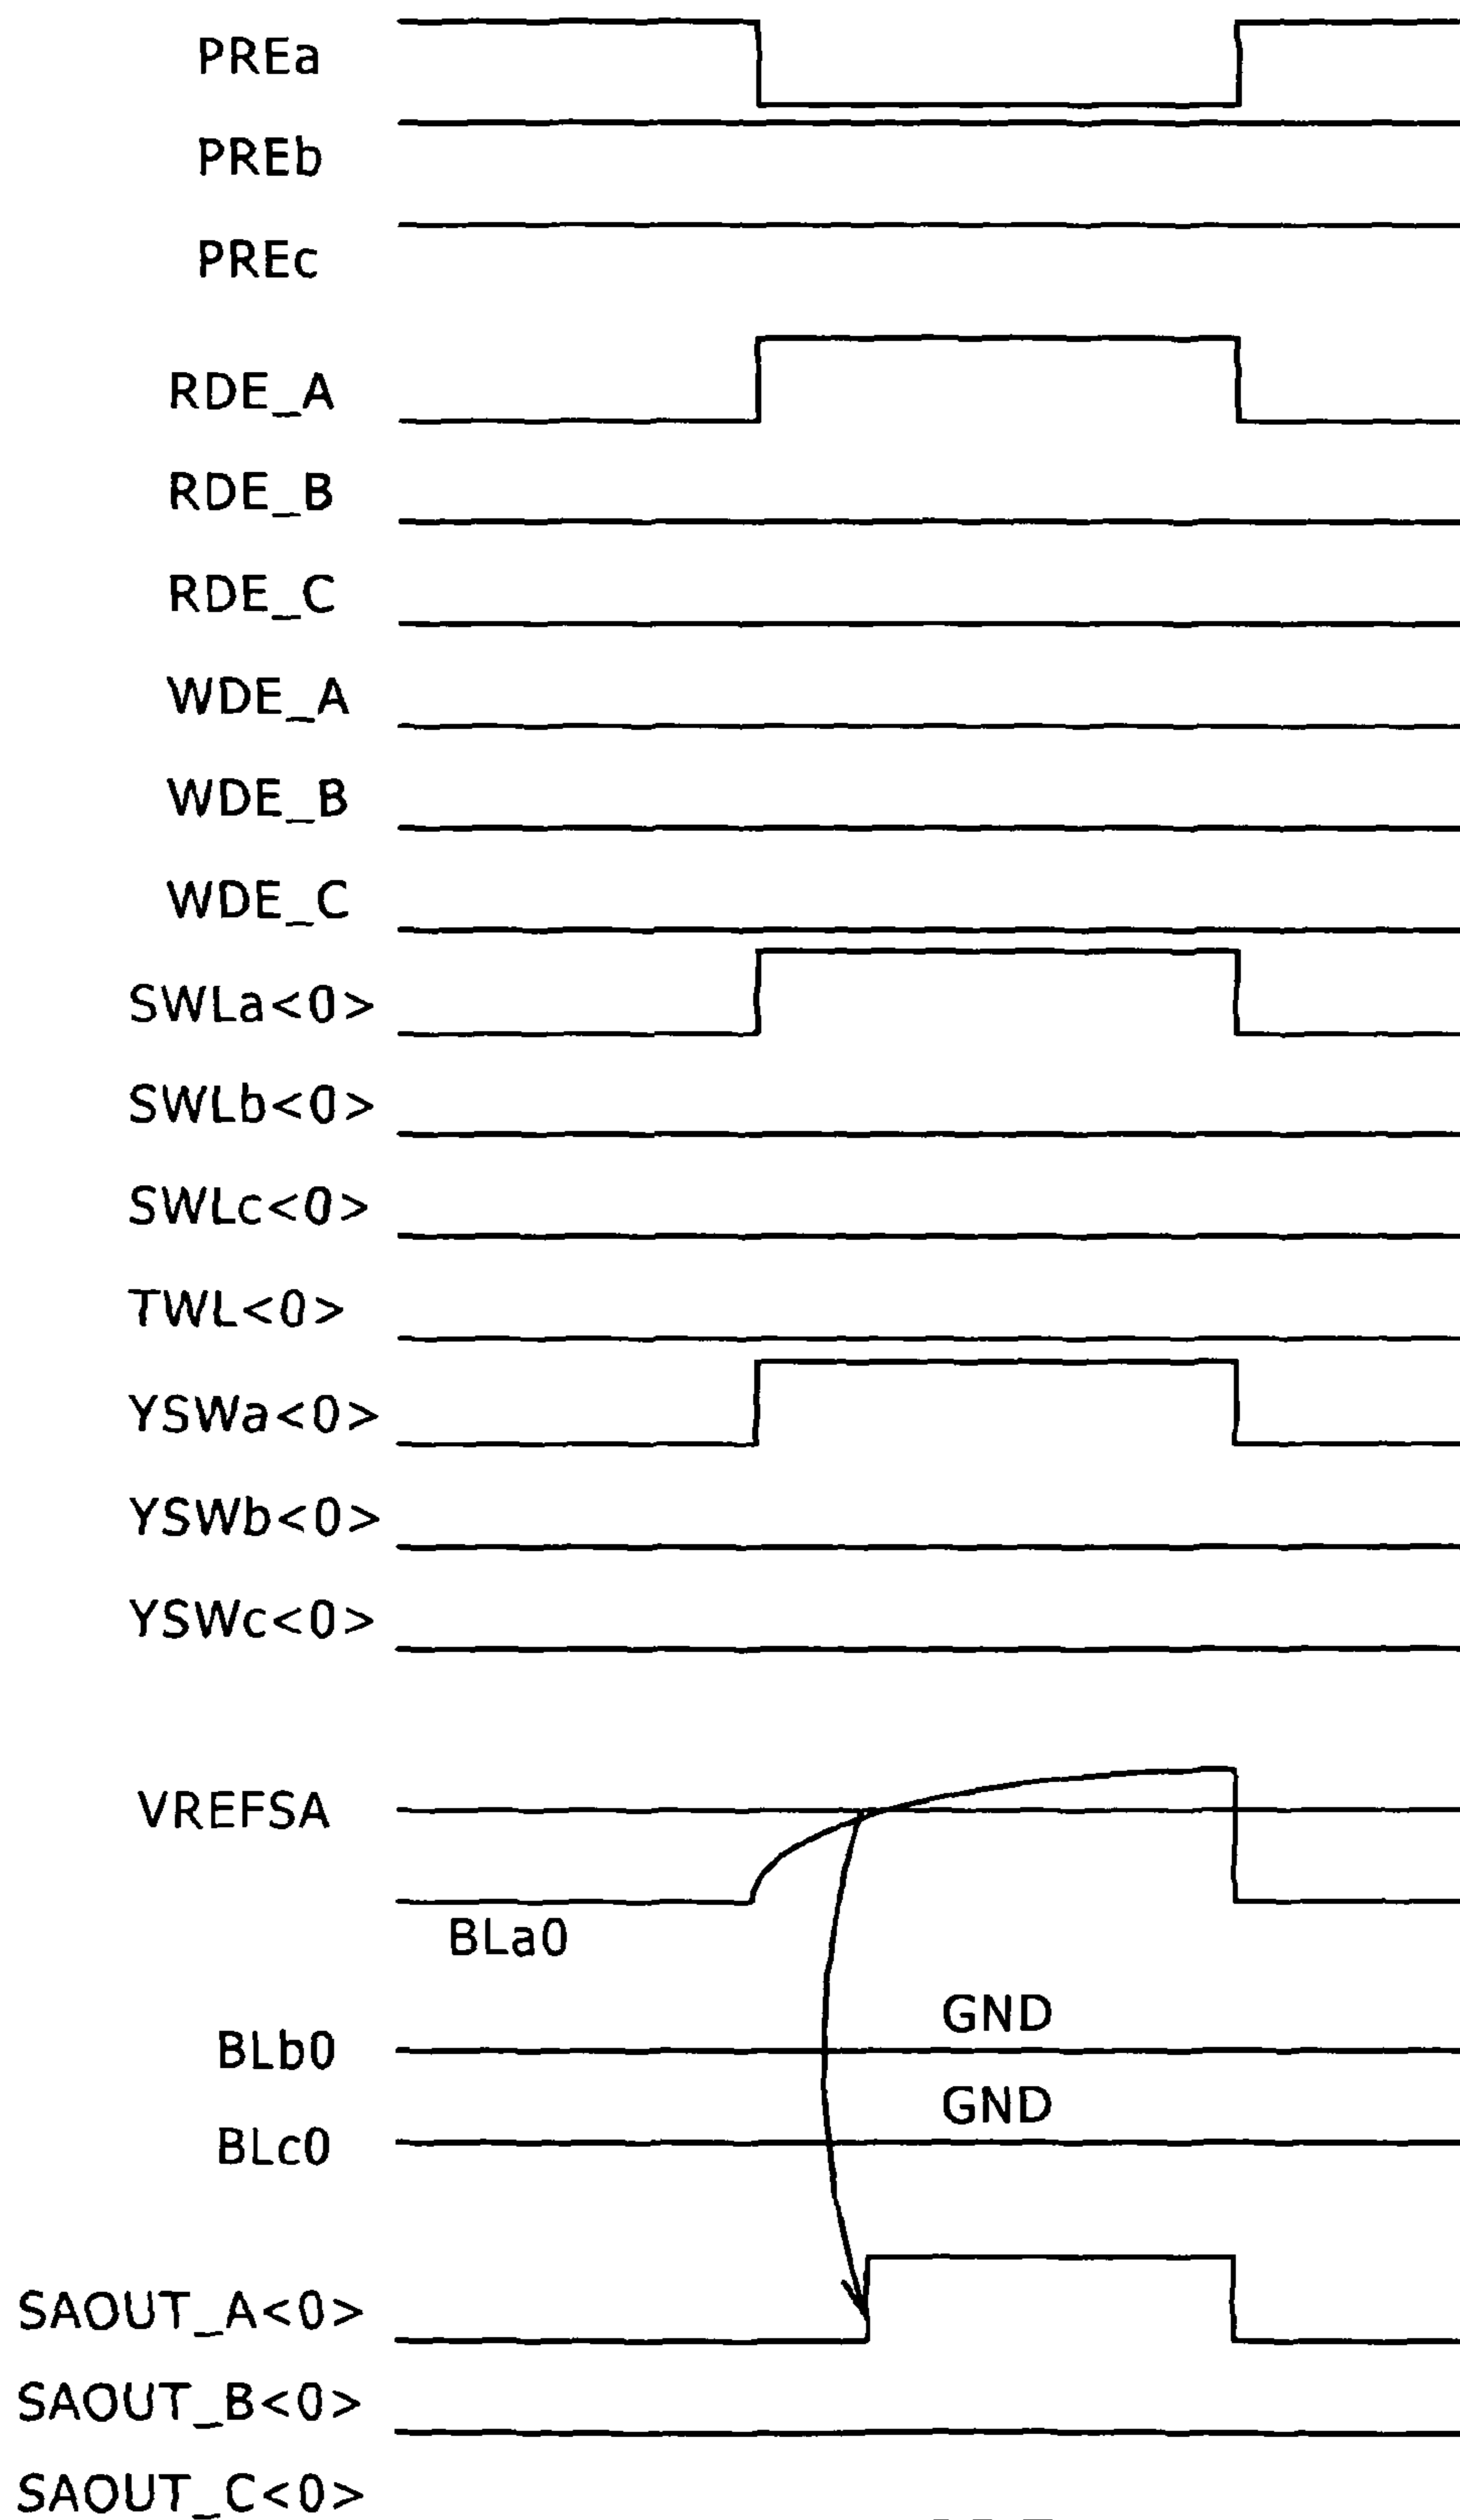 PREa
PREb
PREc
RDE_A
RDE_B
RDE_C
WDE_A
WDE_B
WDE_C
SWLa<0>
SWLb<0>
SWLc<0>
TWL<0>
YSWa<0>
YSWb<0>
YSWc<0>
VREFSA
BLa0
GND
BLb0
GND
BLc0
SAOUT_A<0>
SAOUT_B<0>
SAOUT_C<0>